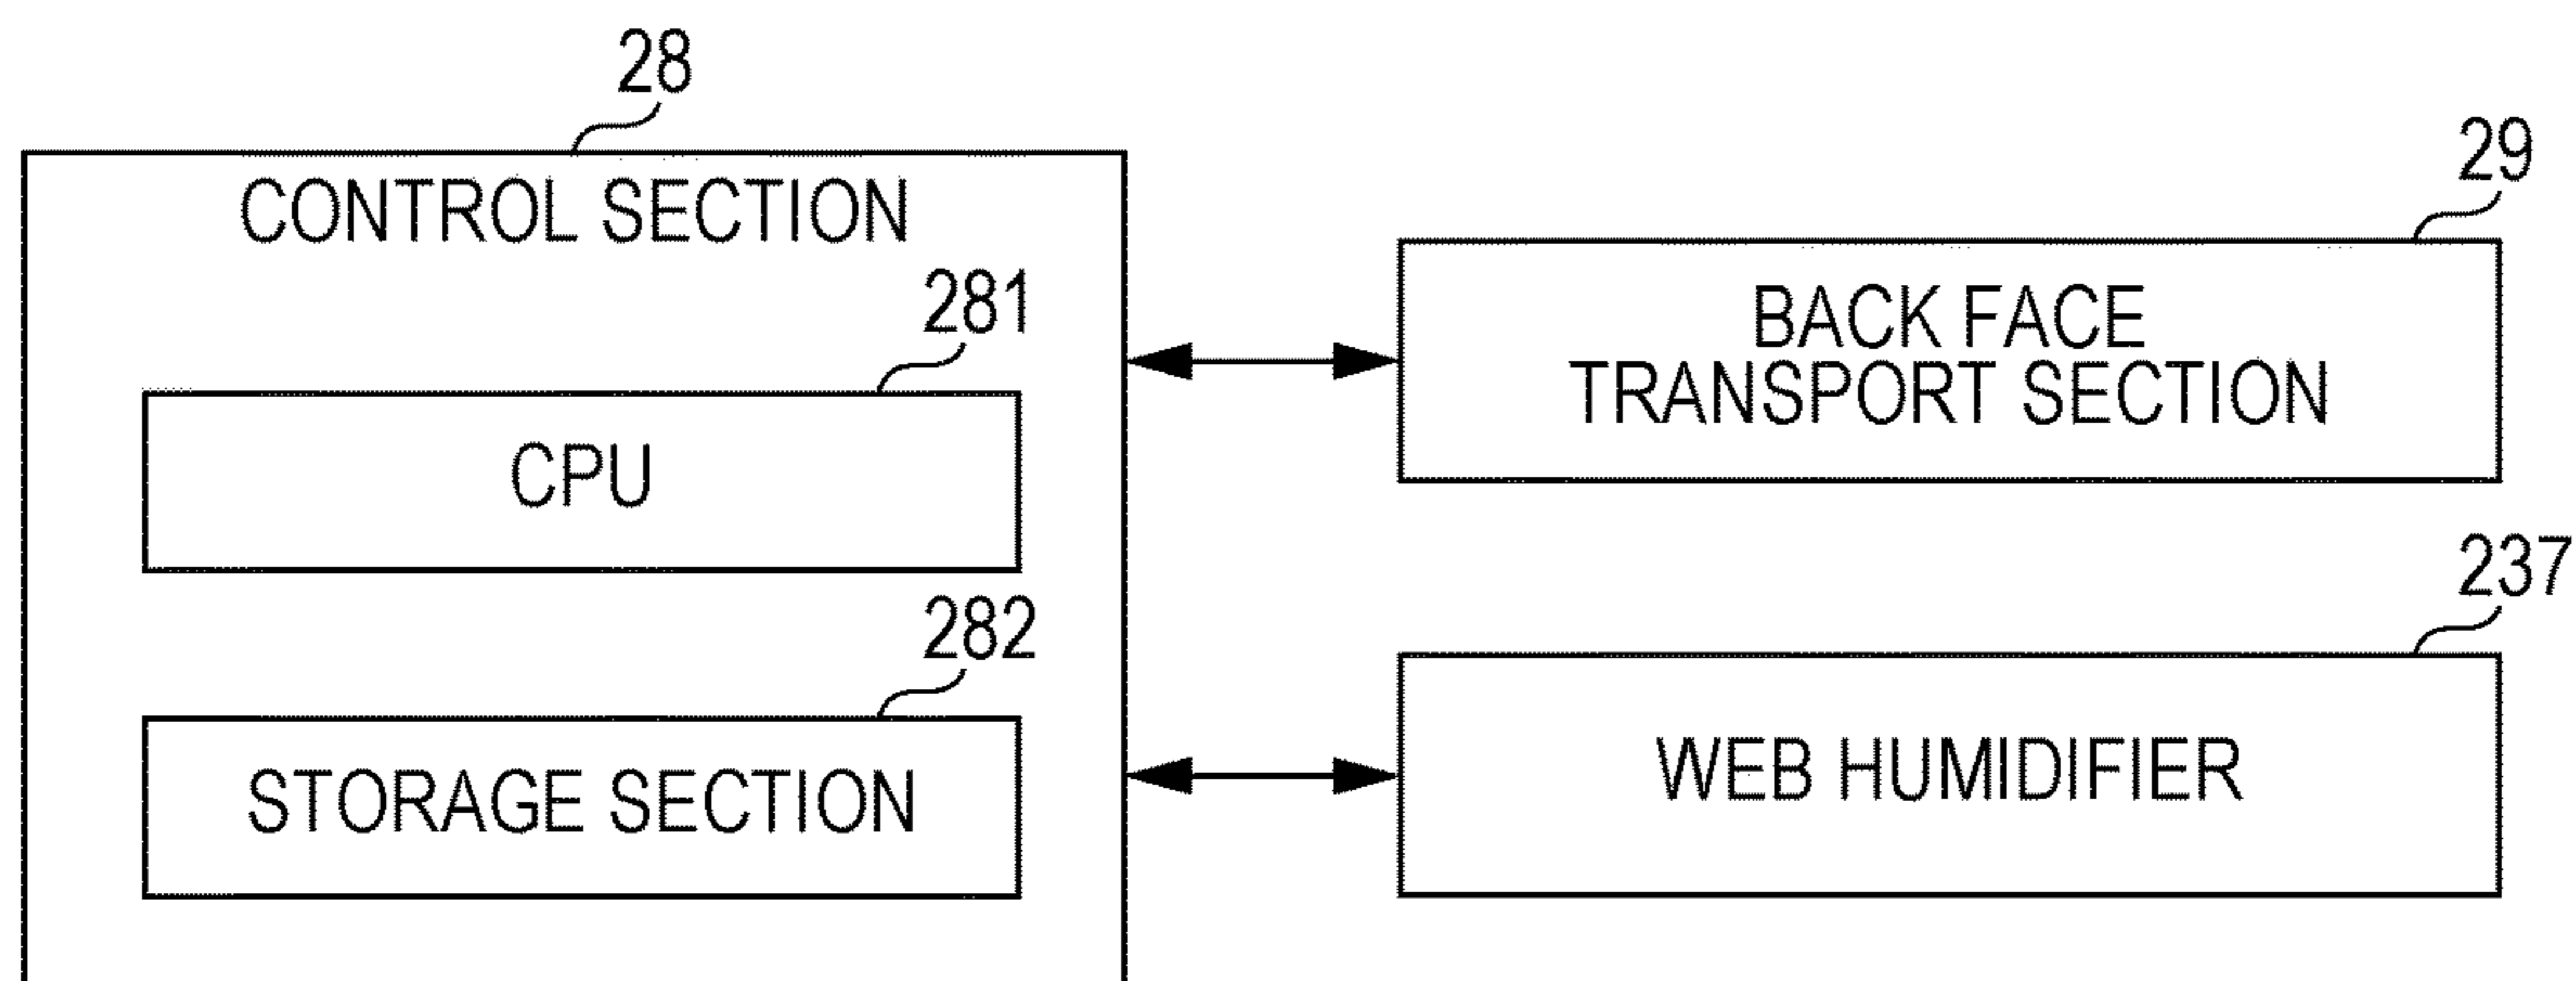 28
CONTROL SECTION
281
CPU
282
STORAGE SECTION
29
BACK FACE
TRANSPORT SECTION
237
WEB HUMIDIFIER